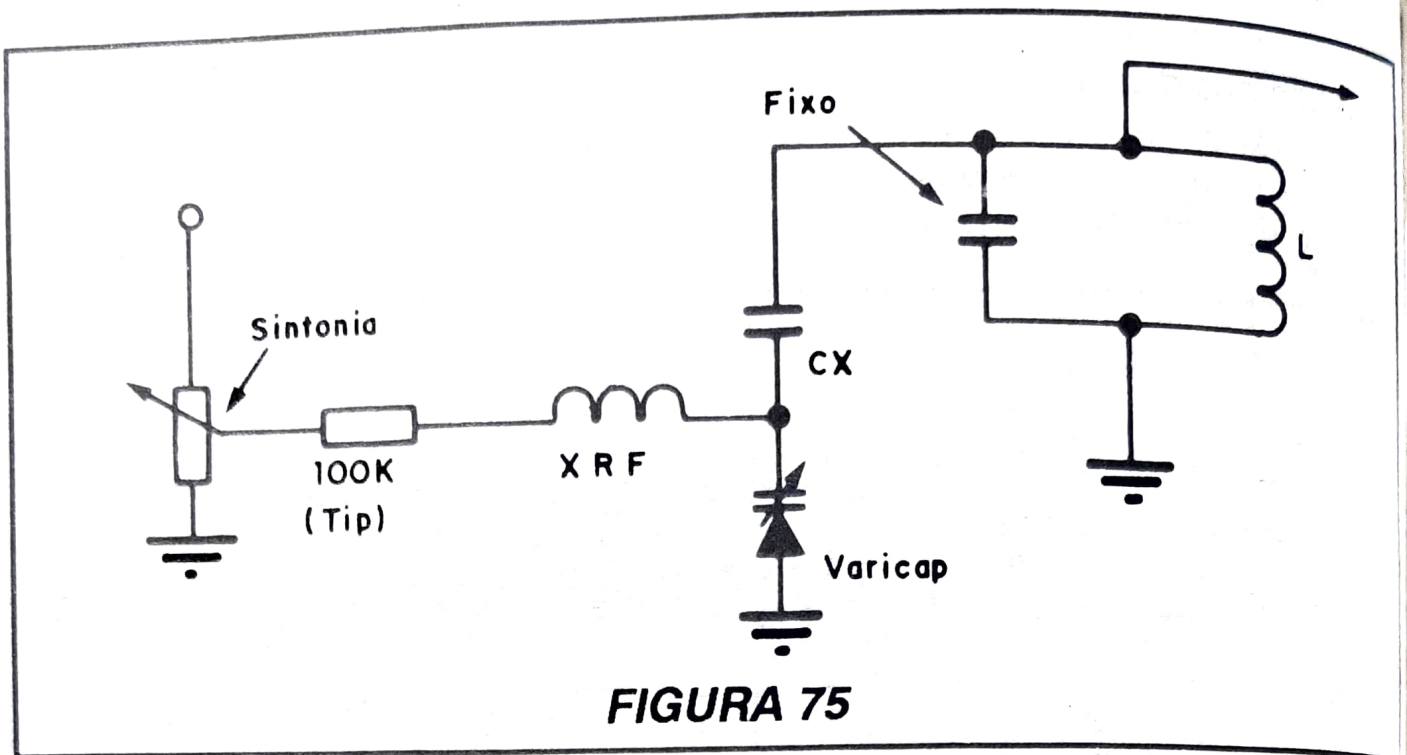 Fixo
L
Sintonia
CX
100K
(Tip)
XRF
Varicap
FIGURA 75